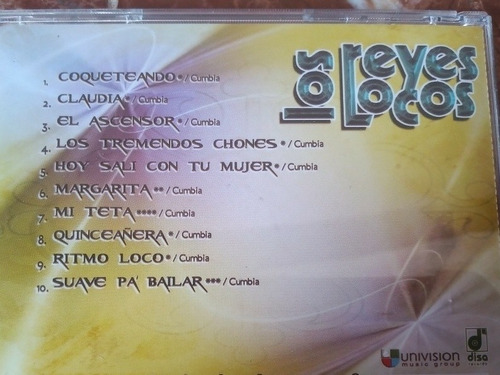 los
reyes
locos
1. COQUETEANDO*/Cumbia
2. CLAUDIA*/Cumbia
3. EL ASCENSOR*/Cumbia
4. LOS TREMENDOS CHONES*/Cumbia
5. HOY SALI CON TU MUJER*/Cumbia
6. MARGARITA**/Cumbia
7. MI TETA****/Cumbia
8. QUINCEAÑERA*/Cumbia
9. RITMO LOCO*/Cumbia
10. SUAVE PA' BAILAR***/Cumbia
UNIVISION
music group
disa
records